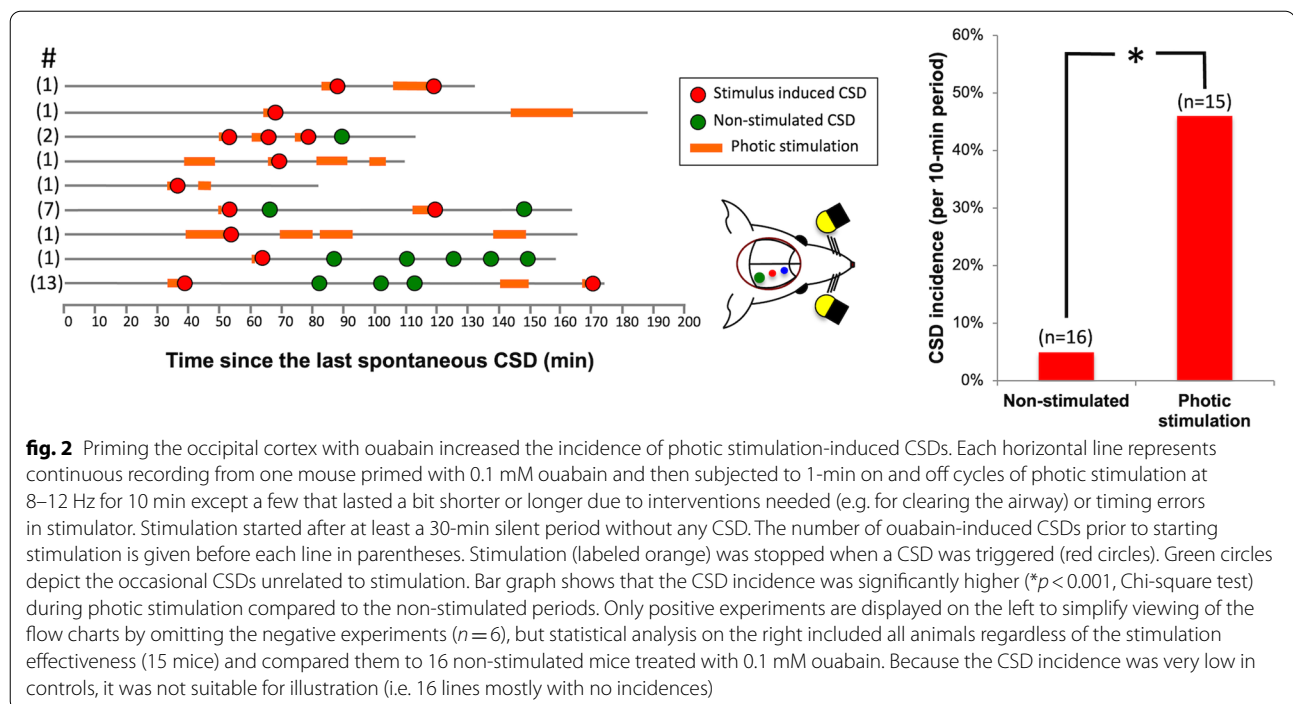 #
(1)
(1)
(2)
(1)
(1)
(7)
(1)
(1)
(13)
0 10 20 30 40 50 60 70 80 90 100 110 120 130 140 150 160 170 180 190 200
Time since the last spontaneous CSD (min)
Stimulus induced CSD
Non-stimulated CSD
Photic stimulation
CSD incidence (per 10-min period)
60%
50%
40%
30%
20%
10%
0%
*
(n=16)
(n=15)
Non-stimulated
Photic
stimulation
fig. 2 Priming the occipital cortex with ouabain increased the incidence of photic stimulation-induced CSDs. Each horizontal line represents
continuous recording from one mouse primed with 0.1 mM ouabain and then subjected to 1-min on and off cycles of photic stimulation at
8–12 Hz for 10 min except a few that lasted a bit shorter or longer due to interventions needed (e.g. for clearing the airway) or timing errors
in stimulator. Stimulation started after at least a 30-min silent period without any CSD. The number of ouabain-induced CSDs prior to starting
stimulation is given before each line in parentheses. Stimulation (labeled orange) was stopped when a CSD was triggered (red circles). Green circles
depict the occasional CSDs unrelated to stimulation. Bar graph shows that the CSD incidence was significantly higher (*p < 0.001, Chi-square test)
during photic stimulation compared to the non-stimulated periods. Only positive experiments are displayed on the left to simplify viewing of the
flow charts by omitting the negative experiments (n = 6), but statistical analysis on the right included all animals regardless of the stimulation
effectiveness (15 mice) and compared them to 16 non-stimulated mice treated with 0.1 mM ouabain. Because the CSD incidence was very low in
controls, it was not suitable for illustration (i.e. 16 lines mostly with no incidences)